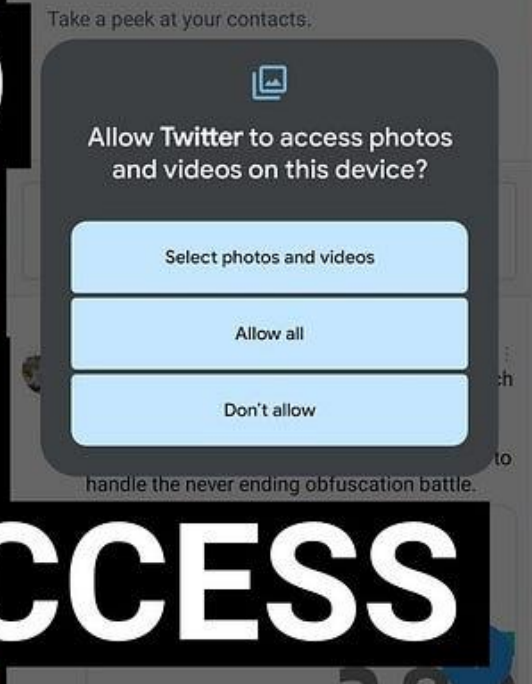 Take a peek at your contacts.
Allow Twitter to access photos
and videos on this device?
Select photos and videos
Allow all
Don't allow
to
handle the never ending obfuscation battle.
CCESS